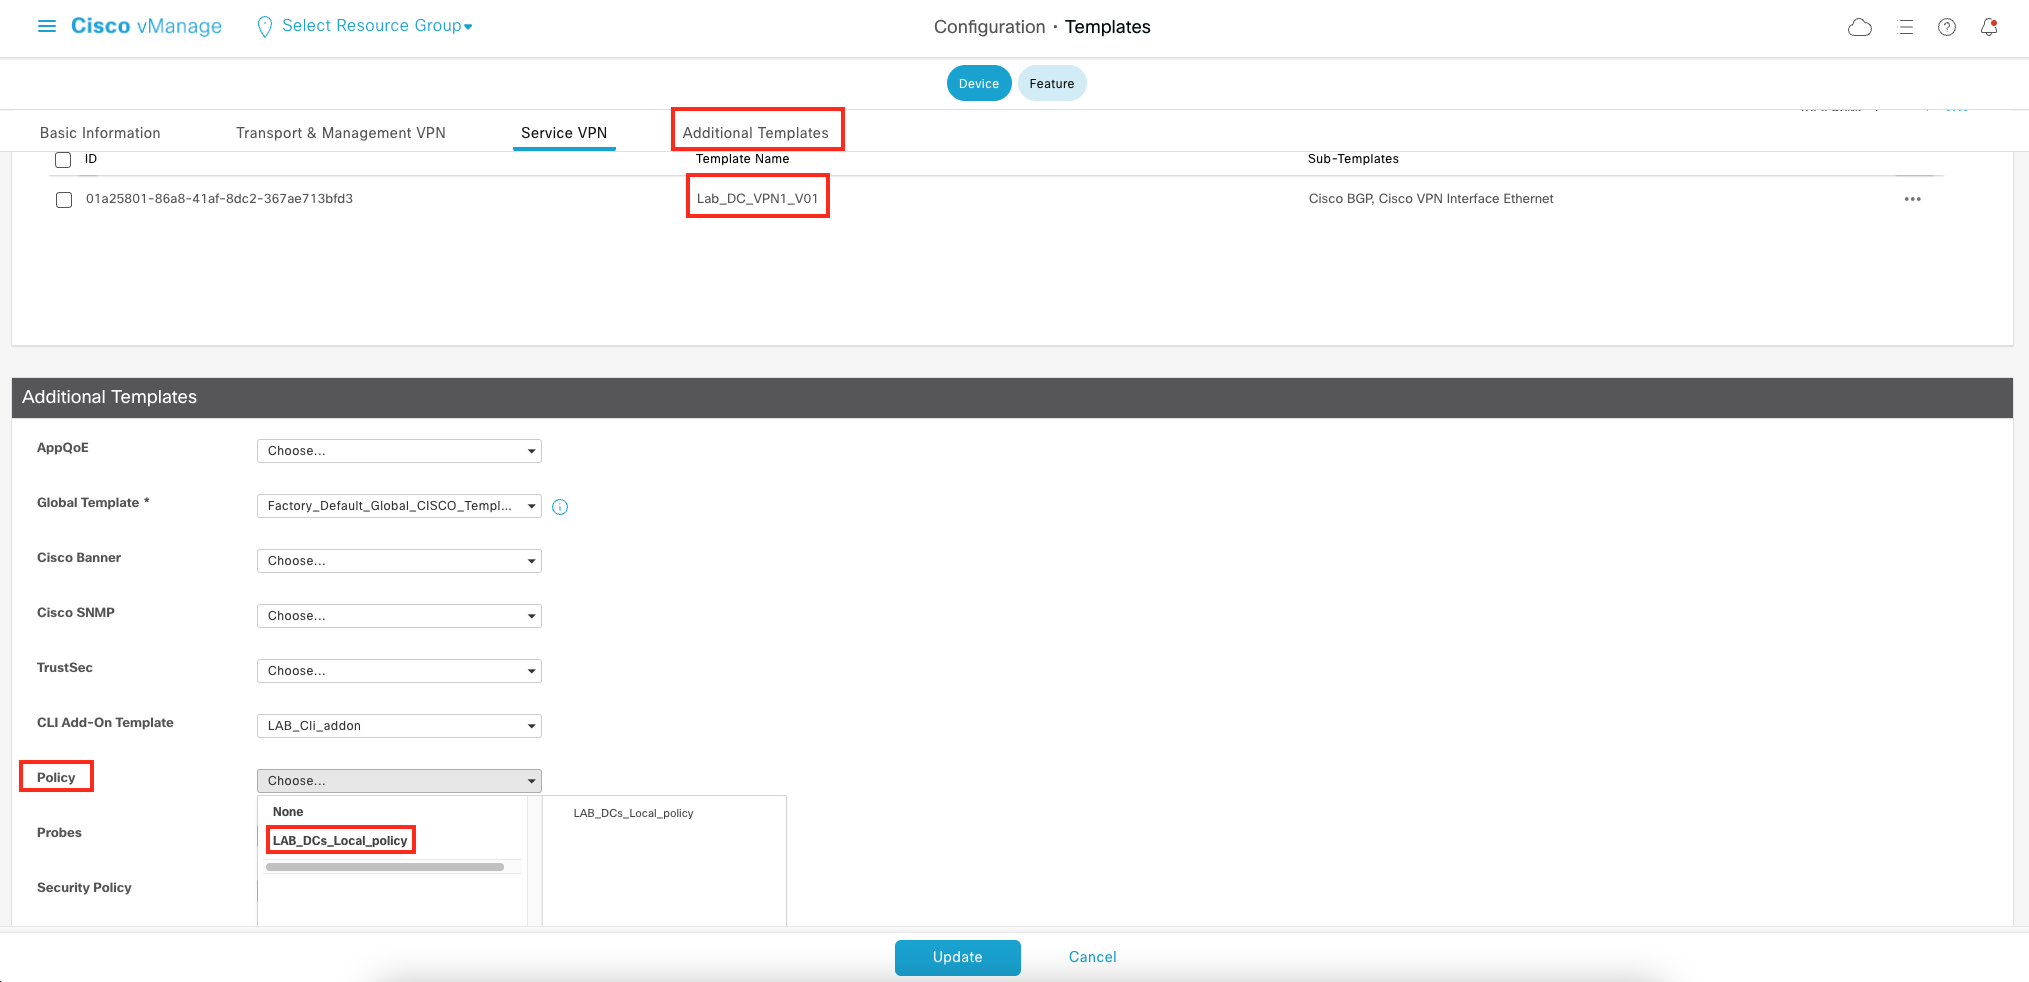 Cisco vManage
Select Resource Group
Configuration · Templates
Device
Feature
Basic Information
Transport & Management VPN
Service VPN
Additional Templates
ID
Template Name
Sub-Templates
01a25801-86a8-41af-8dc2-367ae713bfd3
Lab_DC_VPN1_V01
Cisco BGP, Cisco VPN Interface Ethernet
Additional Templates
AppQoE
Choose...
Global Template *
Factory_Default_Global_CISCO_Templ...
Cisco Banner
Choose...
Cisco SNMP
Choose...
TrustSec
Choose...
CLI Add-On Template
LAB_Cli_addon
Policy
Choose...
None
LAB_DCs_Local_policy
LAB_DCs_Local_policy
Probes
Security Policy
Update
Cancel